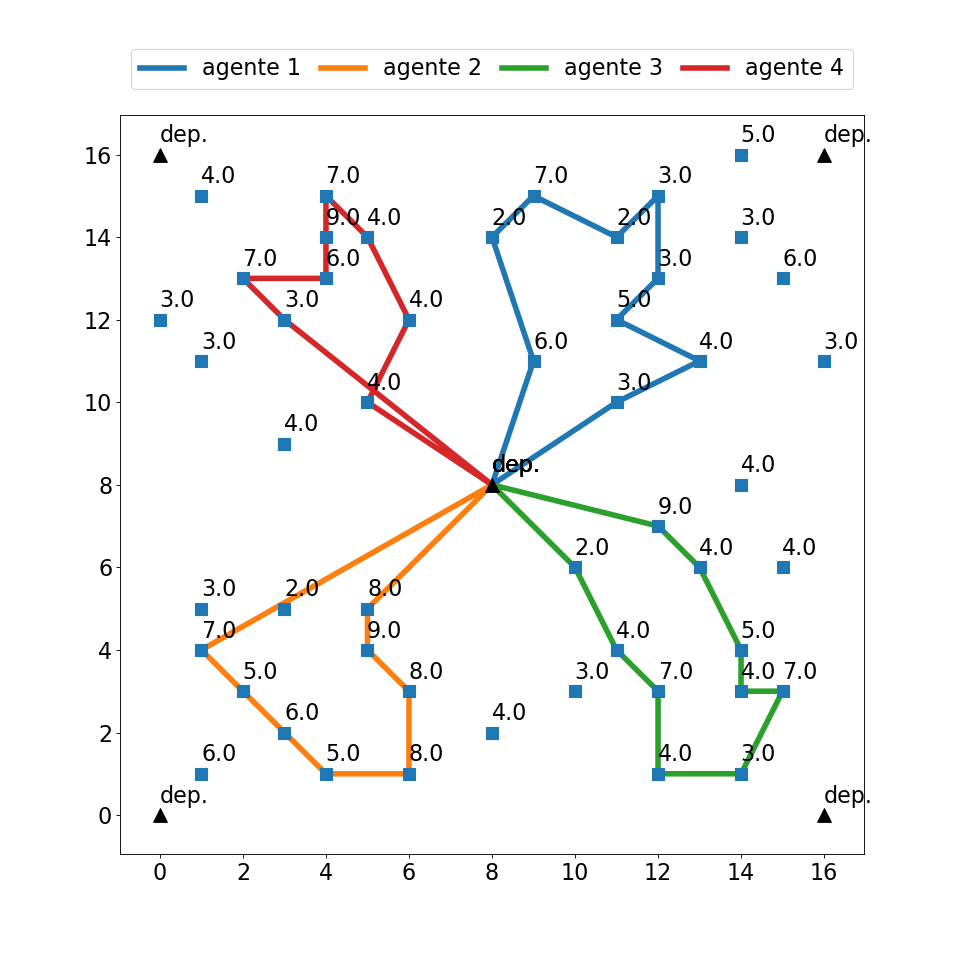 agente 1 agente 2 agente 3 agente 4
dep. 5.0 dep.
16
4.0 7.0 7.0 3.0
9.0 4.0 2.0 2.0 3.0
14
7.0 6.0 3.0 6.0
3.0 3.0 4.0 5.0
12
3.0 6.0 4.0 3.0
4.0 3.0
10
4.0
dep. dep. 4.0
8
9.0
2.0 4.0 4.0
6
3.0 2.0 8.0
7.0 9.0 4.0 5.0
4
5.0 8.0 3.0 7.0 4.0 7.0
6.0 4.0
2
6.0 5.0 8.0 4.0 3.0
dep. dep.
0
0 2 4 6 8 10 12 14 16